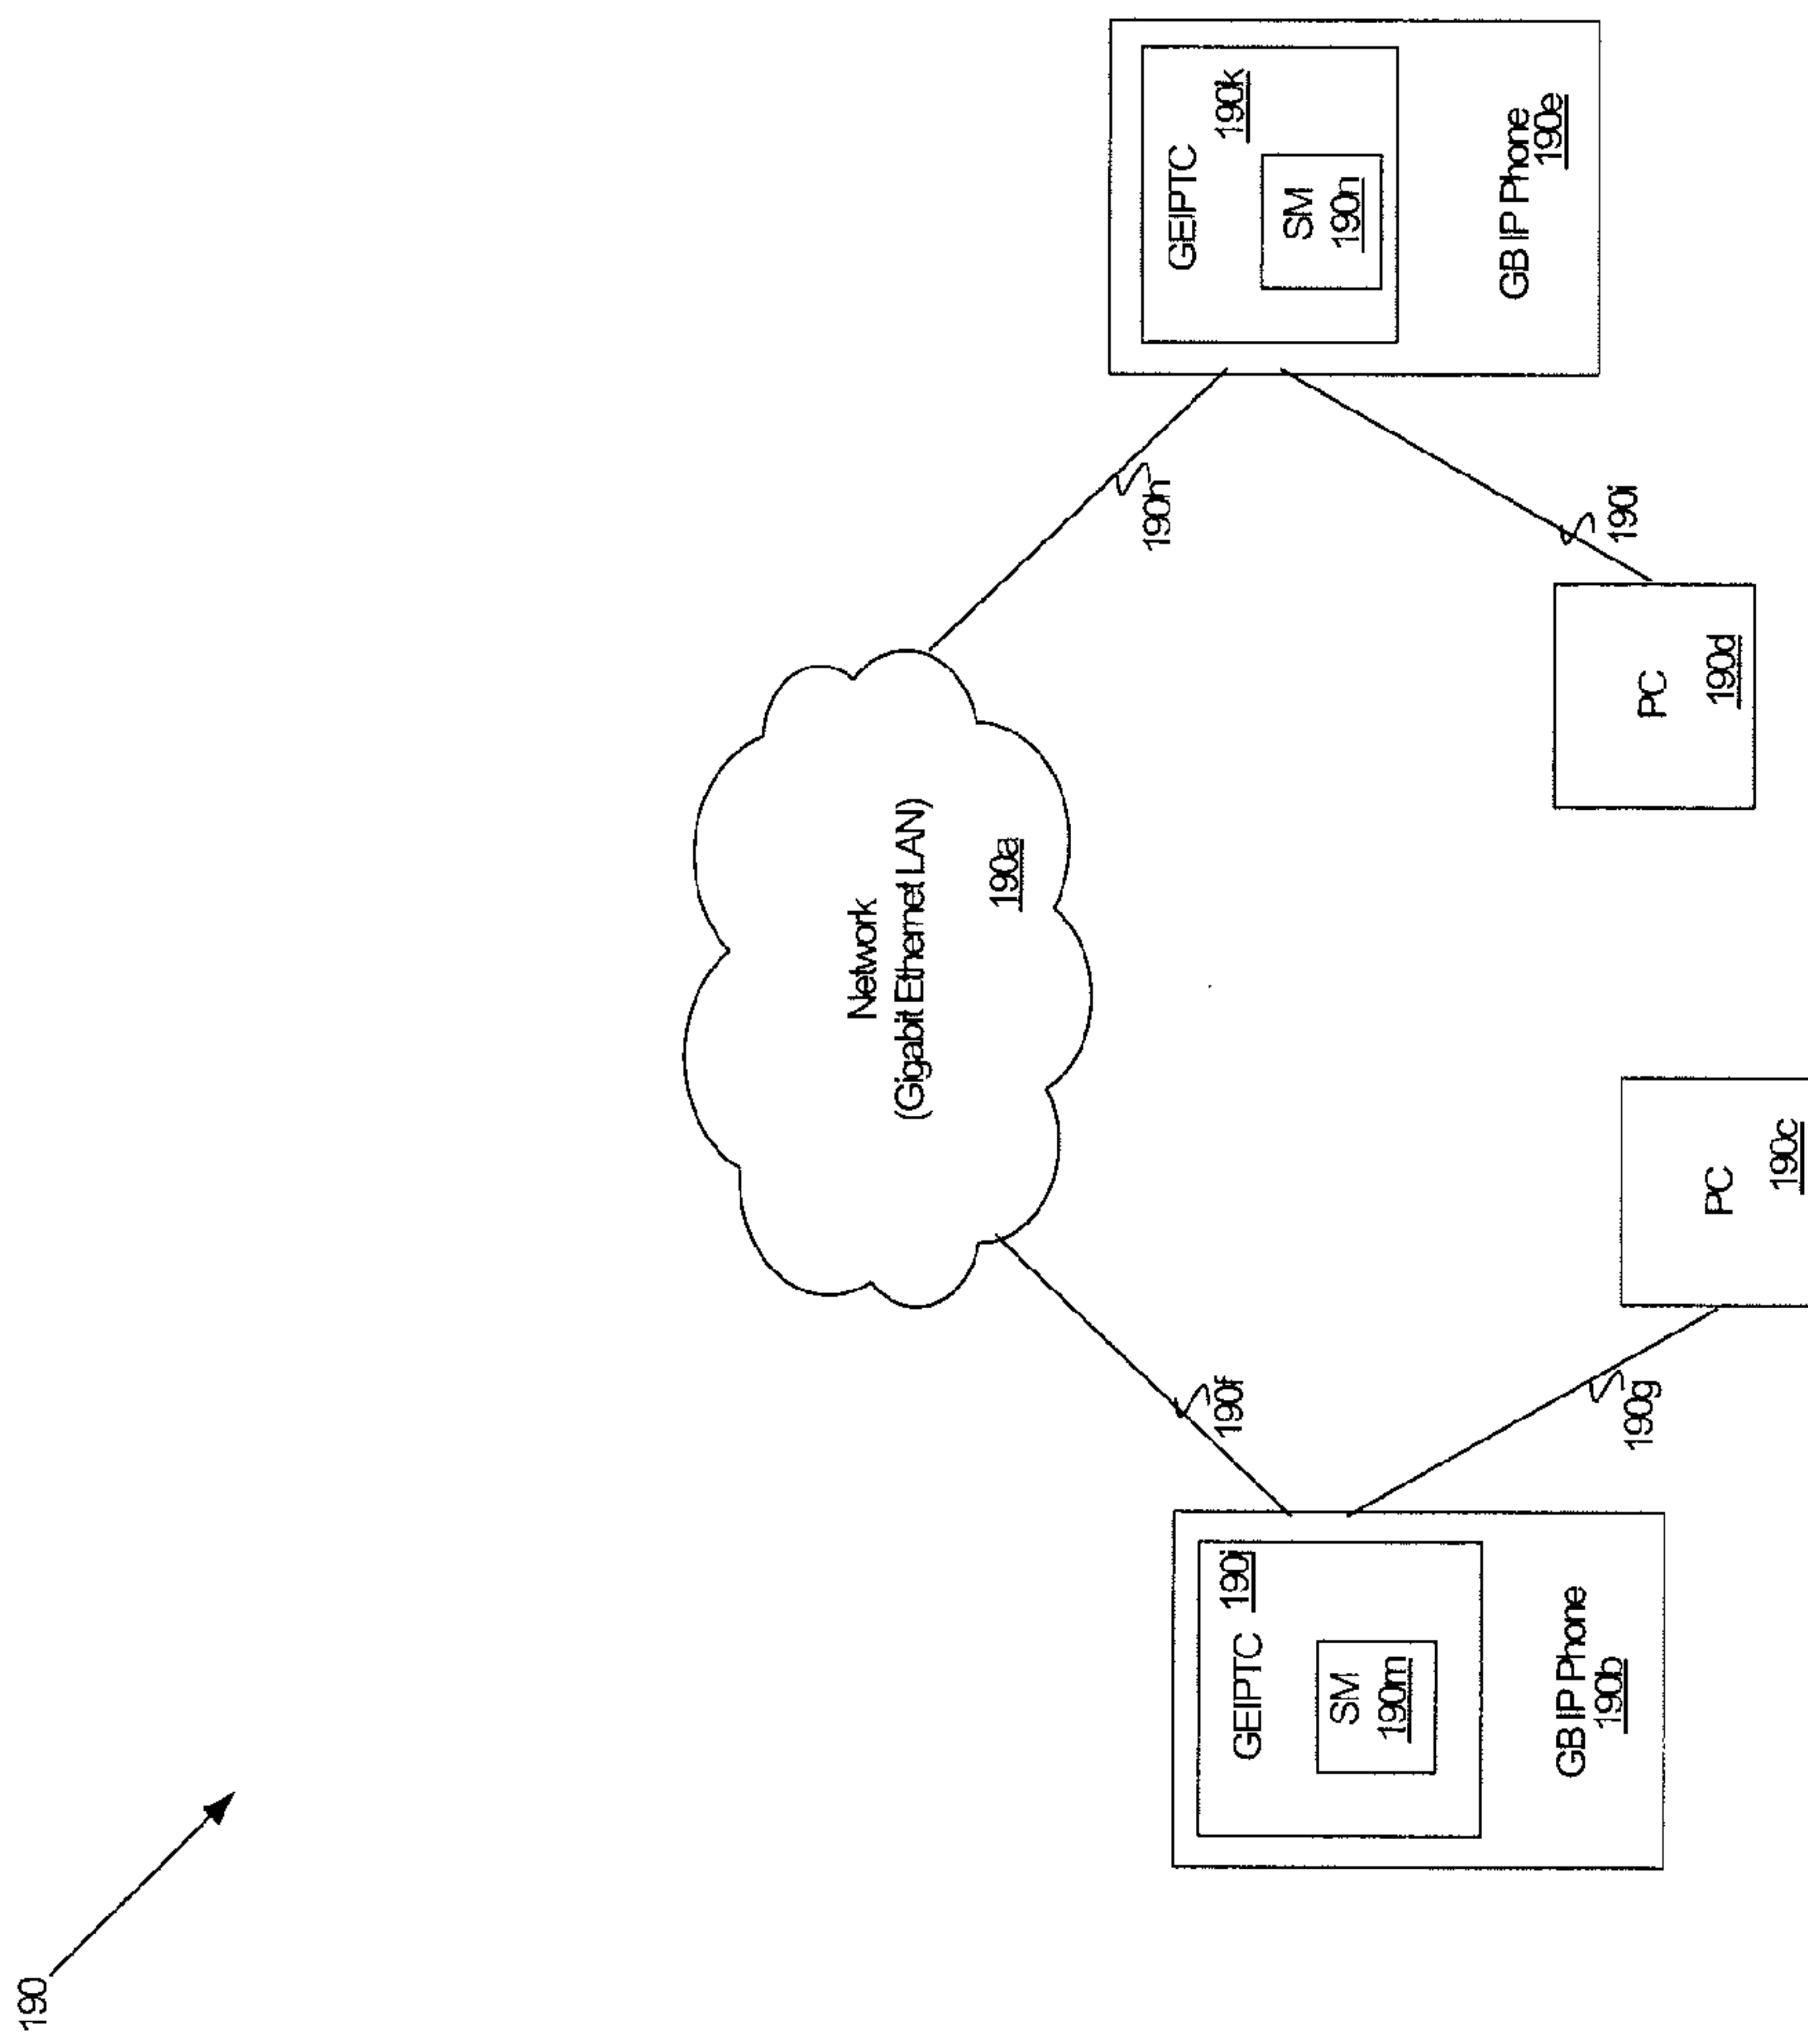 190
Network
(Gigabit Ethernet LAN)
190a
190f
190h
GEIPTC 190j
SM
190m
GB IP Phone
190b
GEIPTC
190k
SM
190n
GB IP Phone
190e
190g
190i
PC
190c
PC
190d